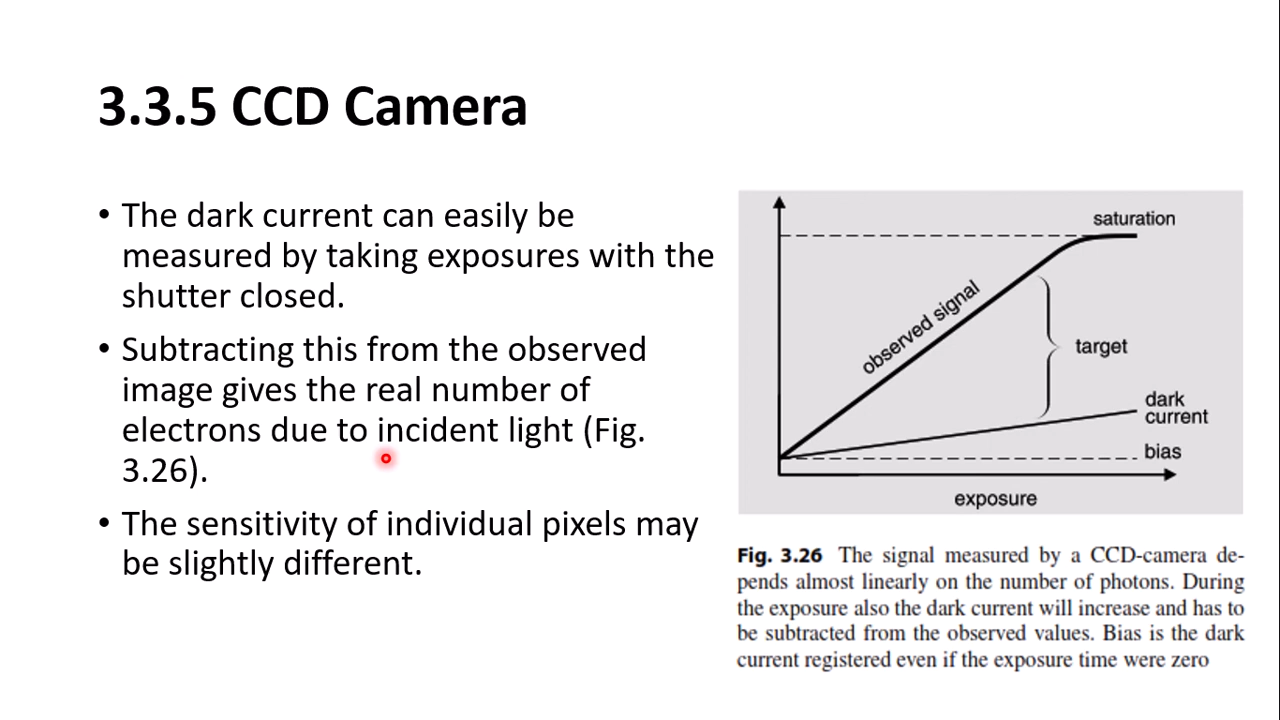 3.3.5 CCD Camera
• The dark current can easily be
measured by taking exposures with the
shutter closed.
• Subtracting this from the observed
image gives the real number of
electrons due to incident light (Fig.
3.26).
• The sensitivity of individual pixels may
be slightly different.
saturation
observed signal
target
dark
current
bias
exposure
Fig. 3.26 The signal measured by a CCD-camera de-
pends almost linearly on the number of photons. During
the exposure also the dark current will increase and has to
be subtracted from the observed values. Bias is the dark
current registered even if the exposure time were zero